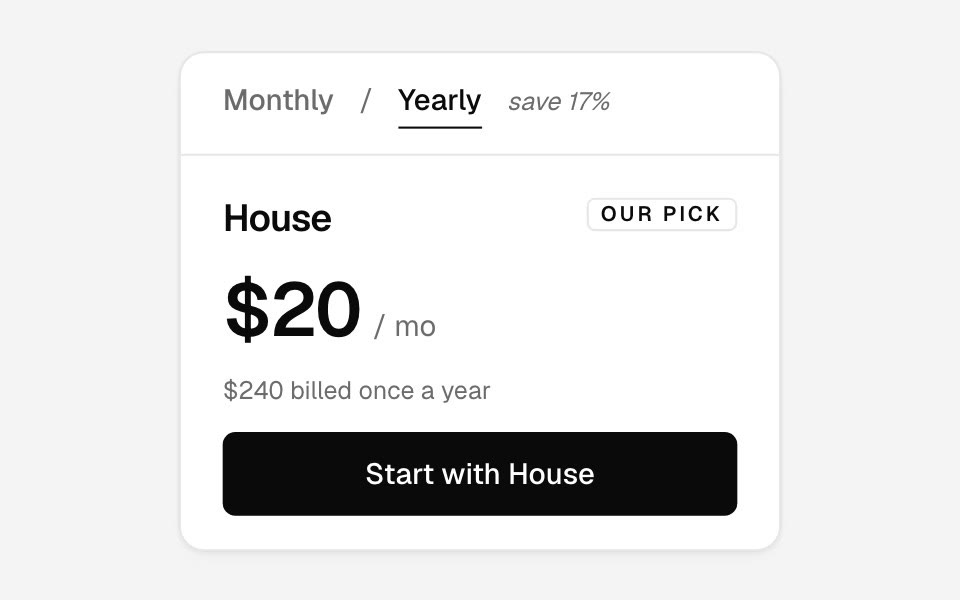 Monthly / Yearly save 17%
House OUR PICK
$20 / mo
$240 billed once a year
Start with House